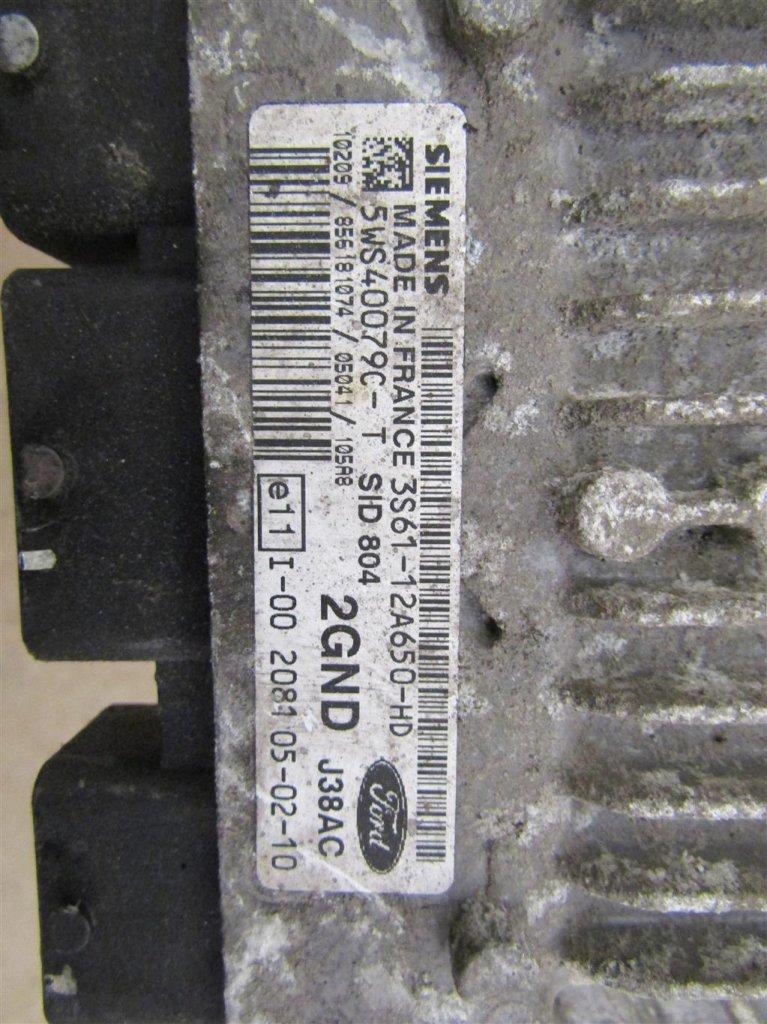 SIEMENS
MADE IN FRANCE 3S61-12A650-HD
5WS40079C-T SID 804
10209 / 856181074 / 05041 / 105A8
2GND J38AC
Ford
e11 I-00 2081 05-02-10